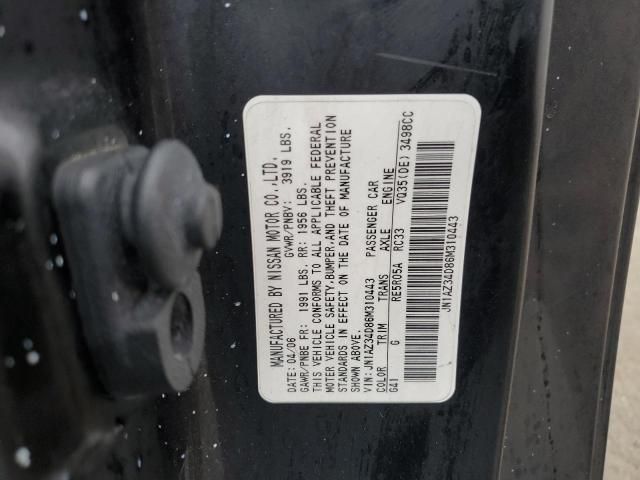 MANUFACTURED BY NISSAN MOTOR CO.,LTD.
DATE: 04/06 GVWR/PNBV: 3919 LBS.
GAWR/PNBE FR: 1991 LBS. RR: 1956 LBS.
THIS VEHICLE CONFORMS TO ALL APPLICABLE FEDERAL
MOTOR VEHICLE SAFETY,BUMPER,AND THEFT PREVENTION
STANDARDS IN EFFECT ON THE DATE OF MANUFACTURE
SHOWN ABOVE.
VIN: JN1AZ34D86M310443 PASSENGER CAR
COLOR TRIM TRANS AXLE ENGINE
G41 G RE5R05A RC33 VQ35(DE) 3498CC
JN1AZ34D86M310443